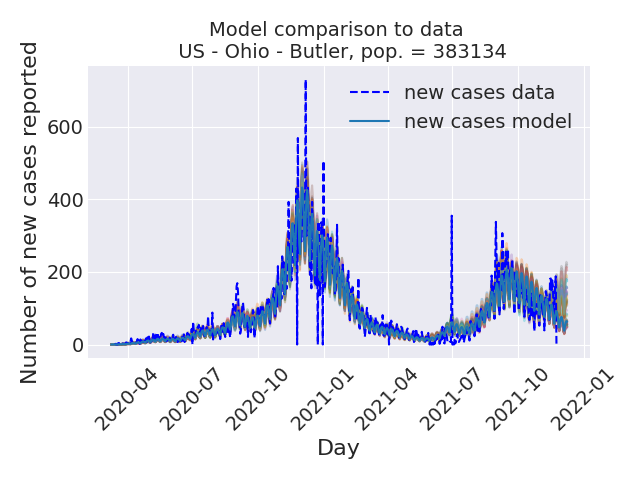 Model comparison to data
US - Ohio - Butler, pop. = 383134
Number of new cases reported
600
400
200
0
new cases data
new cases model
2020-04
2020-07
2020-10
2021-01
2021-04
2021-07
2021-10
2022-01
Day